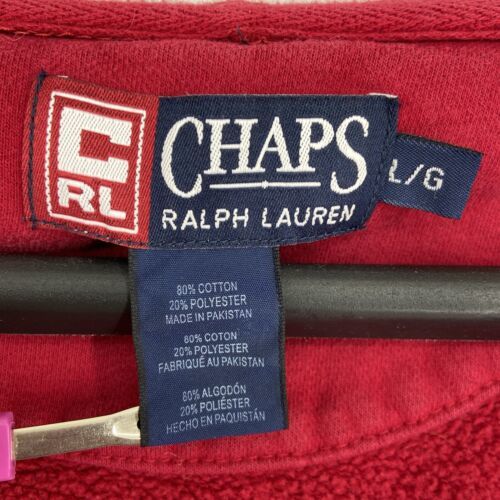 C
RL
CHAPS
RALPH LAUREN
L/G
80% COTTON
20% POLYESTER
MADE IN PAKISTAN
80% COTON
20% POLYESTER
FABRIQUÉ AU PAKISTAN
80% ALGODÓN
20% POLIÉSTER
HECHO EN PAKISTÁN